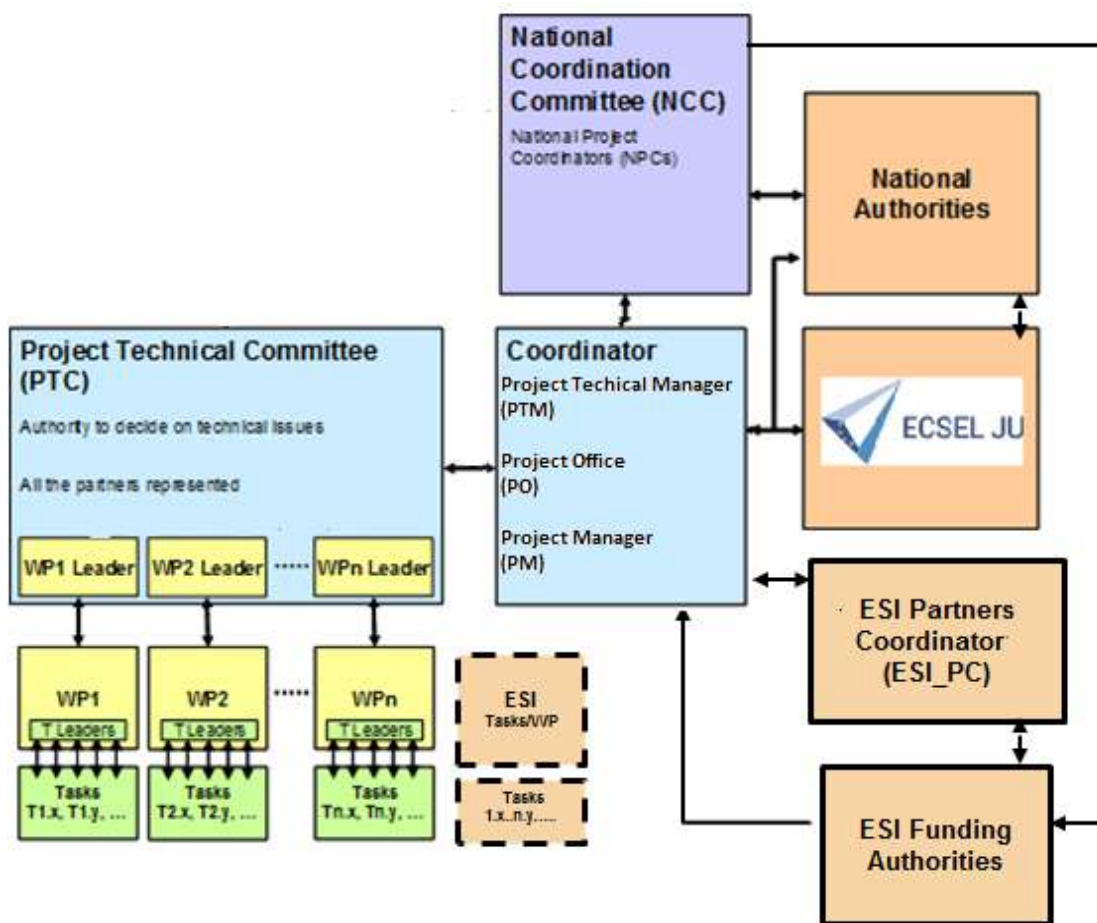 National
Coordination
Committee (NCC)
National Project
Coordinators (NPCs)
National
Authorities
Project Technical Committee
(PTC)
Authority to decide on technical issues
All the partners represented
WP1 Leader
WP2 Leader
.....
WPn Leader
Coordinator
Project Techical Manager
(PTM)
Project Office
(PO)
Project Manager
(PM)
ECSEL JU
ESI Partners
Coordinator
(ESI_PC)
WP1
T Leaders
WP2
T Leaders
.....
WPn
T Leaders
ESI
Tasks/WP
Tasks
T1.x, T1.y, ...
Tasks
T2.x, T2.y, ...
Tasks
Tn.x, Tn.y, ...
Tasks
1.x..n.y.....
ESI Funding
Authorities